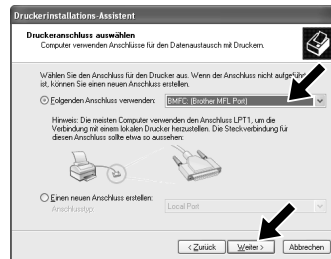 Druckerinstallations-Assistent
Druckeranschluss auswählen
Computer verwenden Anschlüsse für den Datenaustausch mit Druckern.
Wählen Sie den Anschluss für den Drucker aus. Wenn der Anschluss nicht aufgeführt
ist, können Sie einen neuen Anschluss erstellen.
Folgenden Anschluss verwenden: BMFC: (Brother MFL Port)
Hinweis: Die meisten Computer verwenden den Anschluss LPT1, um die
Verbindung mit einem lokalen Drucker herzustellen. Die Steckverbindung für
diesen Anschluss sollte etwa so aussehen:
Einen neuen Anschluss erstellen:
Anschlusstyp: Local Port
< Zurück Weiter > Abbrechen